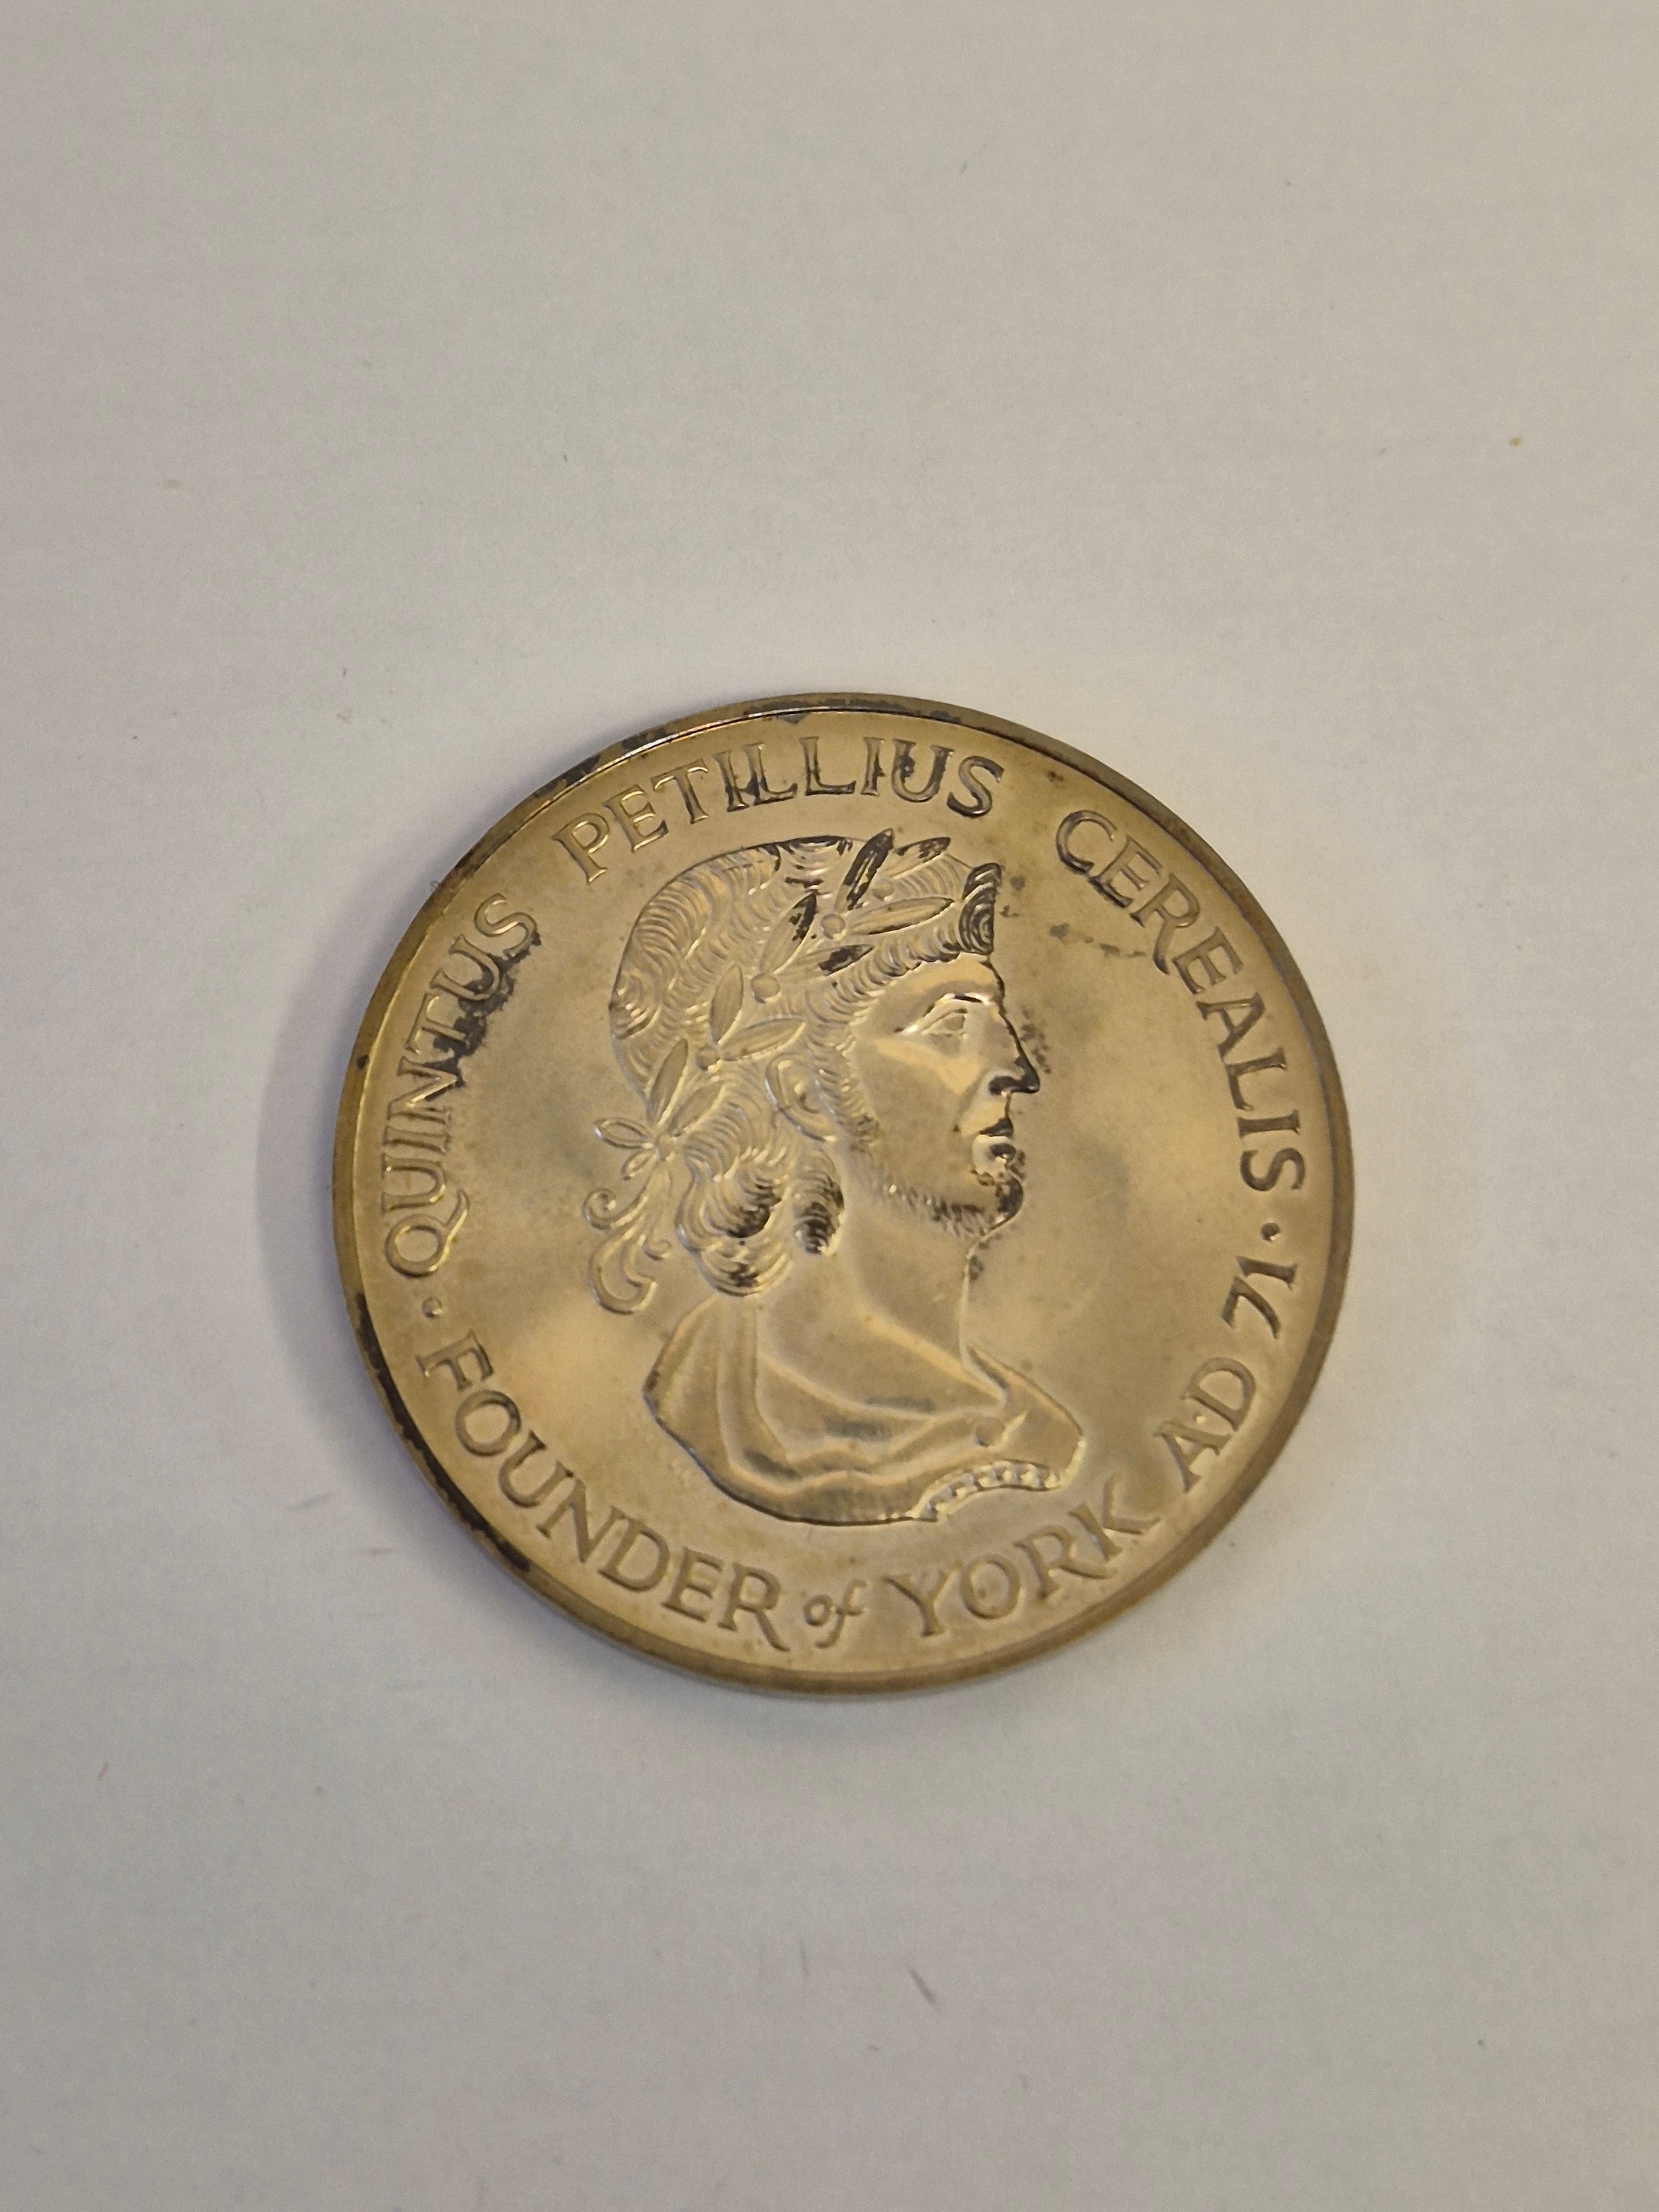 QUINTUS PETILLIUS CEREALIS ·
FOUNDER of YORK AD 71 ·